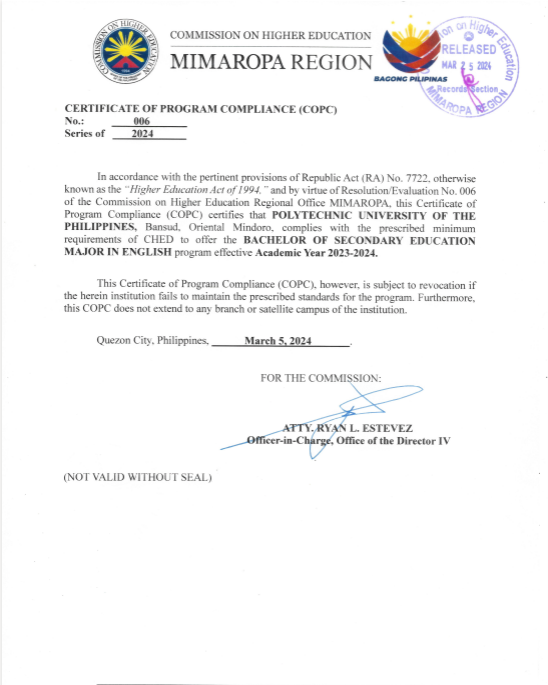 COMMISSION ON HIGHER EDUCATION
COMMISSION ON HIGHER EDUCATION
MIMAROPA REGION
BAGONG PILIPINAS
on on Higher Education
RELEASED
MAR 25 2024
Records Section
MIMAROPA REGION
CERTIFICATE OF PROGRAM COMPLIANCE (COPC)
No.: 006
Series of 2024
In accordance with the pertinent provisions of Republic Act (RA) No. 7722, otherwise
known as the "Higher Education Act of 1994," and by virtue of Resolution/Evaluation No. 006
of the Commission on Higher Education Regional Office MIMAROPA, this Certificate of
Program Compliance (COPC) certifies that POLYTECHNIC UNIVERSITY OF THE
PHILIPPINES, Bansud, Oriental Mindoro, complies with the prescribed minimum
requirements of CHED to offer the BACHELOR OF SECONDARY EDUCATION
MAJOR IN ENGLISH program effective Academic Year 2023-2024.
This Certificate of Program Compliance (COPC), however, is subject to revocation if
the herein institution fails to maintain the prescribed standards for the program. Furthermore,
this COPC does not extend to any branch or satellite campus of the institution.
Quezon City, Philippines, March 5, 2024.
FOR THE COMMISSION:
ATTY. RYAN L. ESTEVEZ
Officer-in-Charge, Office of the Director IV
(NOT VALID WITHOUT SEAL)